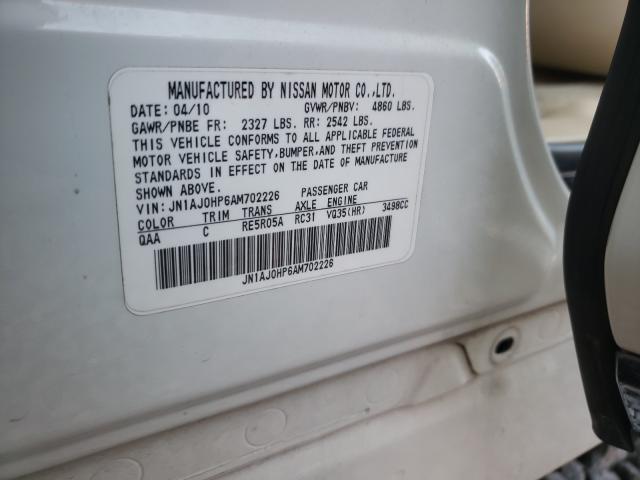 MANUFACTURED BY NISSAN MOTOR CO.,LTD.
DATE: 04/10 GVWR/PNBV: 4860 LBS.
GAWR/PNBE FR: 2327 LBS. RR: 2542 LBS.
THIS VEHICLE CONFORMS TO ALL APPLICABLE FEDERAL
MOTOR VEHICLE SAFETY, BUMPER, AND THEFT PREVENTION
STANDARDS IN EFFECT ON THE DATE OF MANUFACTURE
SHOWN ABOVE.
VIN: JN1AJ0HP6AM702226 PASSENGER CAR
COLOR TRIM TRANS AXLE ENGINE
QAA C RE5R05A RC31 VQ35(HR) 3498CC
JN1AJ0HP6AM702226